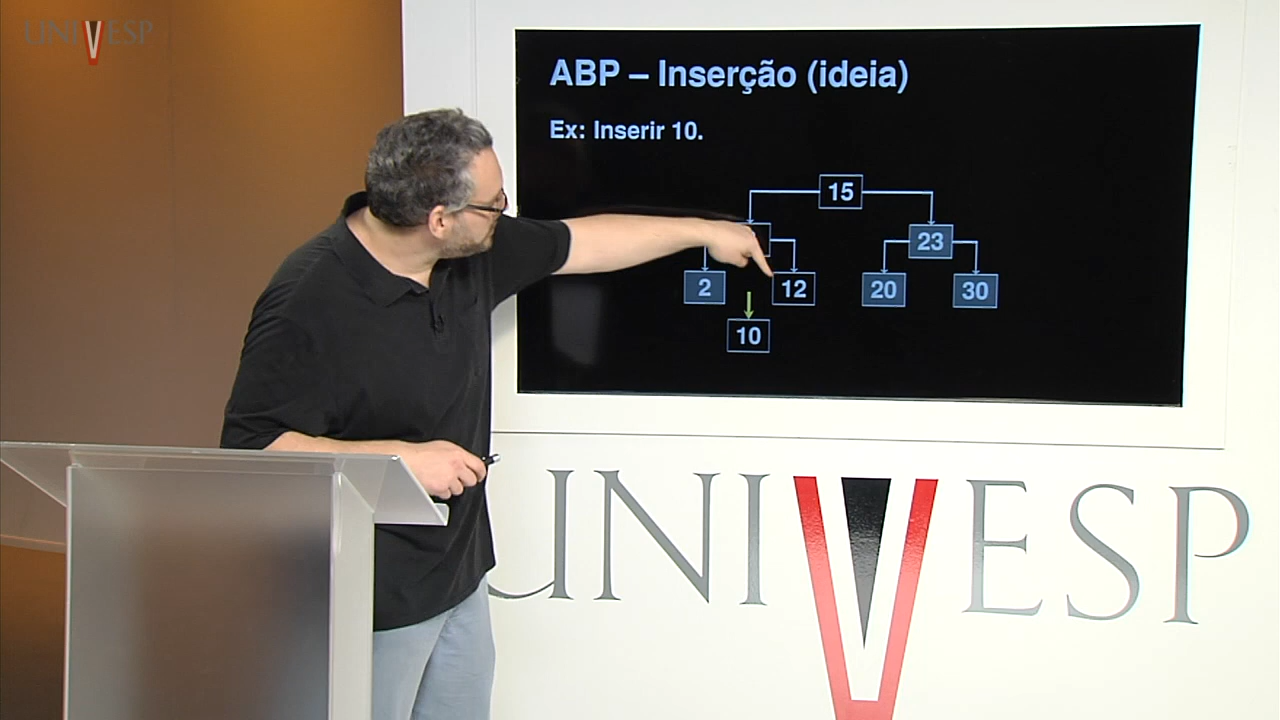 UNIVESP
ABP – Inserção (ideia)
Ex: Inserir 10.
15
23
2
12
20
30
10
UNIVESP